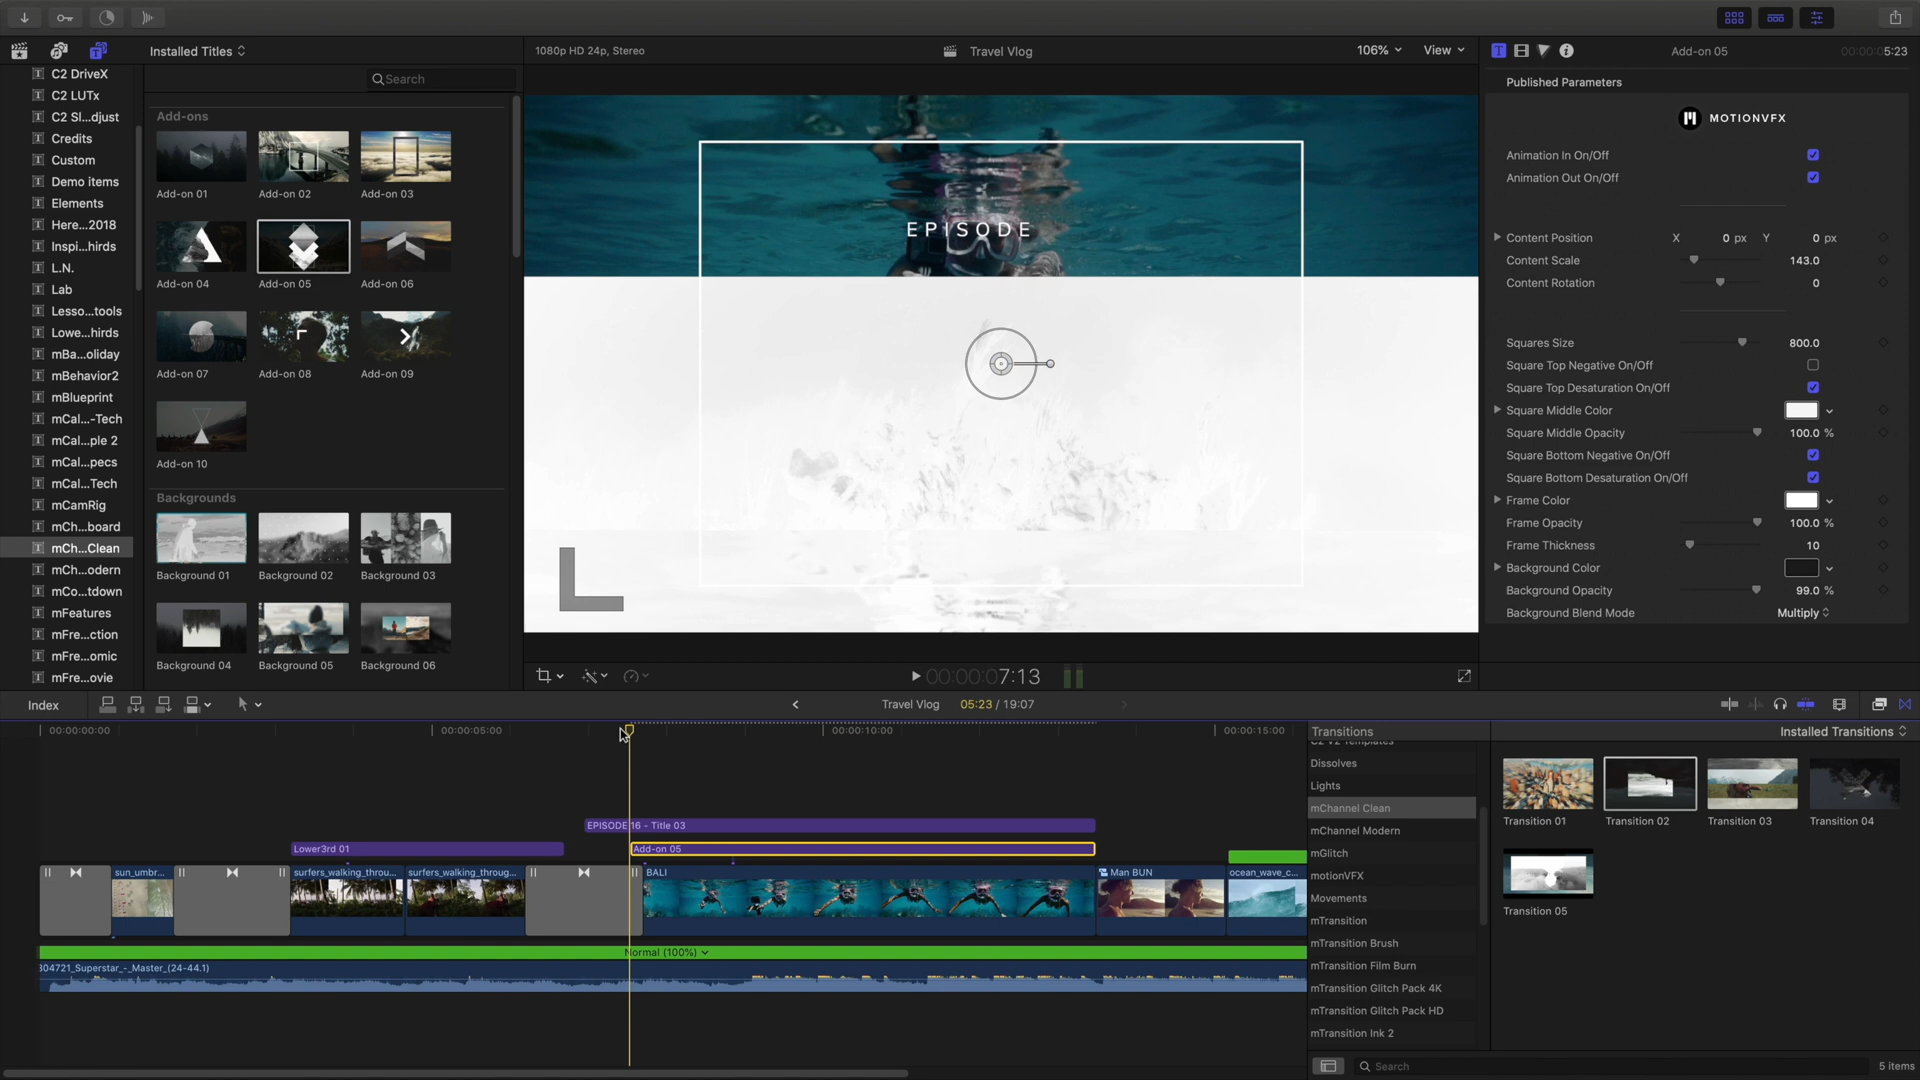 Installed Titles
1080p HD 24p, Stereo
Travel Vlog
106%
View
Add-on 05
00:00:05:23
C2 DriveX
C2 LUTx
C2 Sl...djust
Credits
Custom
Demo items
Elements
Here...2018
Inspi...hirds
L.N.
Lab
Lesso...tools
Lowe...hirds
mBa...oliday
mBehavior2
mBlueprint
mCal...-Tech
mCal...ple 2
mCal...pecs
mCal...Tech
mCamRig
mCh...board
mCh...Clean
mCh...odern
mCo...tdown
mFeatures
mFre...ction
mFre...omic
mFre...ovie
Search
Add-ons
Add-on 01
Add-on 02
Add-on 03
Add-on 04
Add-on 05
Add-on 06
Add-on 07
Add-on 08
Add-on 09
Add-on 10
Backgrounds
Background 01
Background 02
Background 03
Background 04
Background 05
Background 06
EPISODE
Published Parameters
MOTIONVFX
Animation In On/Off
Animation Out On/Off
Content Position X 0 px Y 0 px
Content Scale 143.0
Content Rotation 0
Squares Size 800.0
Square Top Negative On/Off
Square Top Desaturation On/Off
Square Middle Color
Square Middle Opacity 100.0 %
Square Bottom Negative On/Off
Square Bottom Desaturation On/Off
Frame Color
Frame Opacity 100.0 %
Frame Thickness 10
Background Color
Background Opacity 99.0 %
Background Blend Mode Multiply
00:00:07:13
Index
Travel Vlog
05:23 / 19:07
00:00:00:00
00:00:05:00
00:00:10:00
00:00:15:00
EPISODE 16 - Title 03
Lower3rd 01
Add-on 05
sun_umbr...
surfers_walking_throu...
surfers_walking_throug...
BALI
Man BUN
ocean_wave_c...
Normal (100%)
304721_Superstar_-_Master_(24-44.1)
Transitions
C2 V2 Templates
Dissolves
Lights
mChannel Clean
mChannel Modern
mGlitch
motionVFX
Movements
mTransition
mTransition Brush
mTransition Film Burn
mTransition Glitch Pack 4K
mTransition Glitch Pack HD
mTransition Ink 2
Installed Transitions
Transition 01
Transition 02
Transition 03
Transition 04
Transition 05
Search
5 items